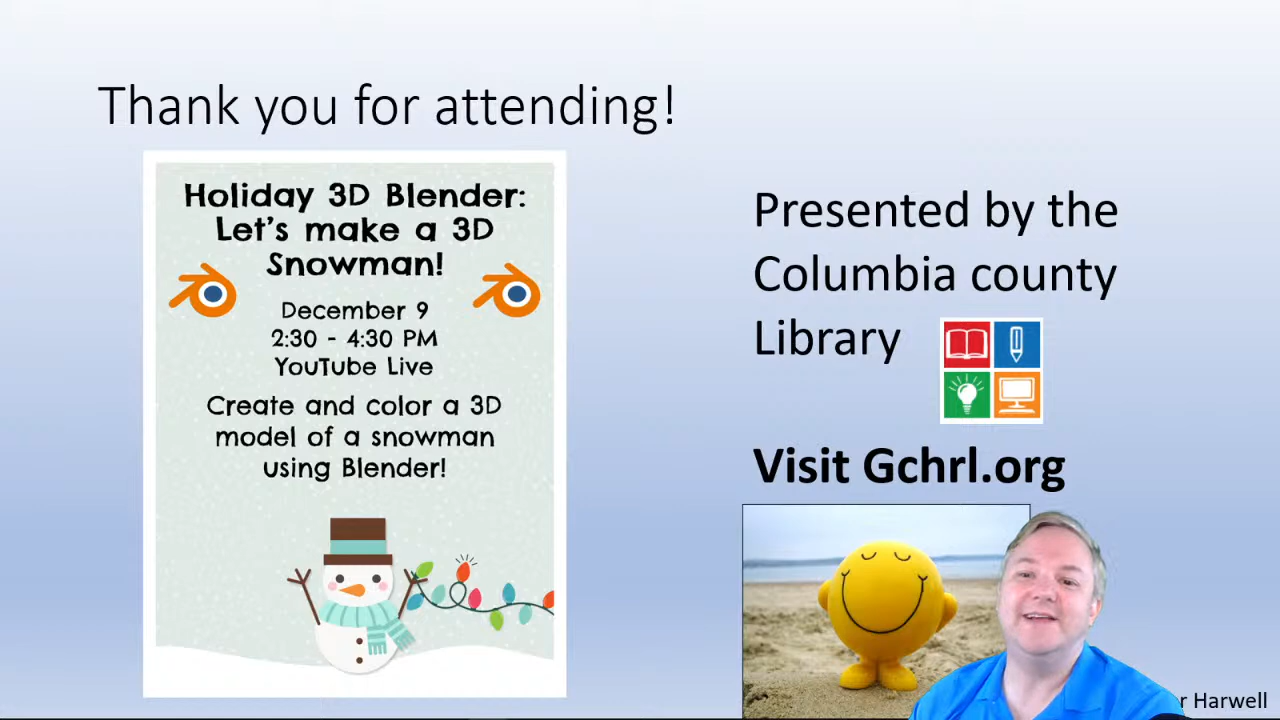 Thank you for attending!
Holiday 3D Blender:
Let's make a 3D
Snowman!
December 9
2:30 - 4:30 PM
YouTube Live
Create and color a 3D
model of a snowman
using Blender!
Presented by the
Columbia county
Library
Visit Gchrl.org
Harwell